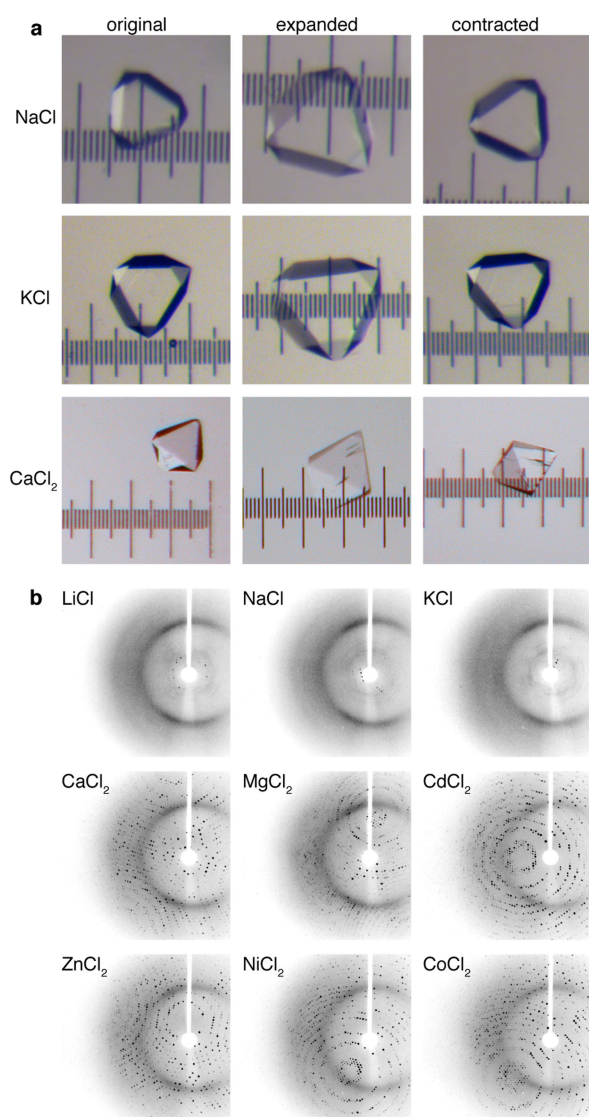 a
original expanded contracted
NaCl
KCl
CaCl₂
b
LiCl NaCl KCl
CaCl₂ MgCl₂ CdCl₂
ZnCl₂ NiCl₂ CoCl₂